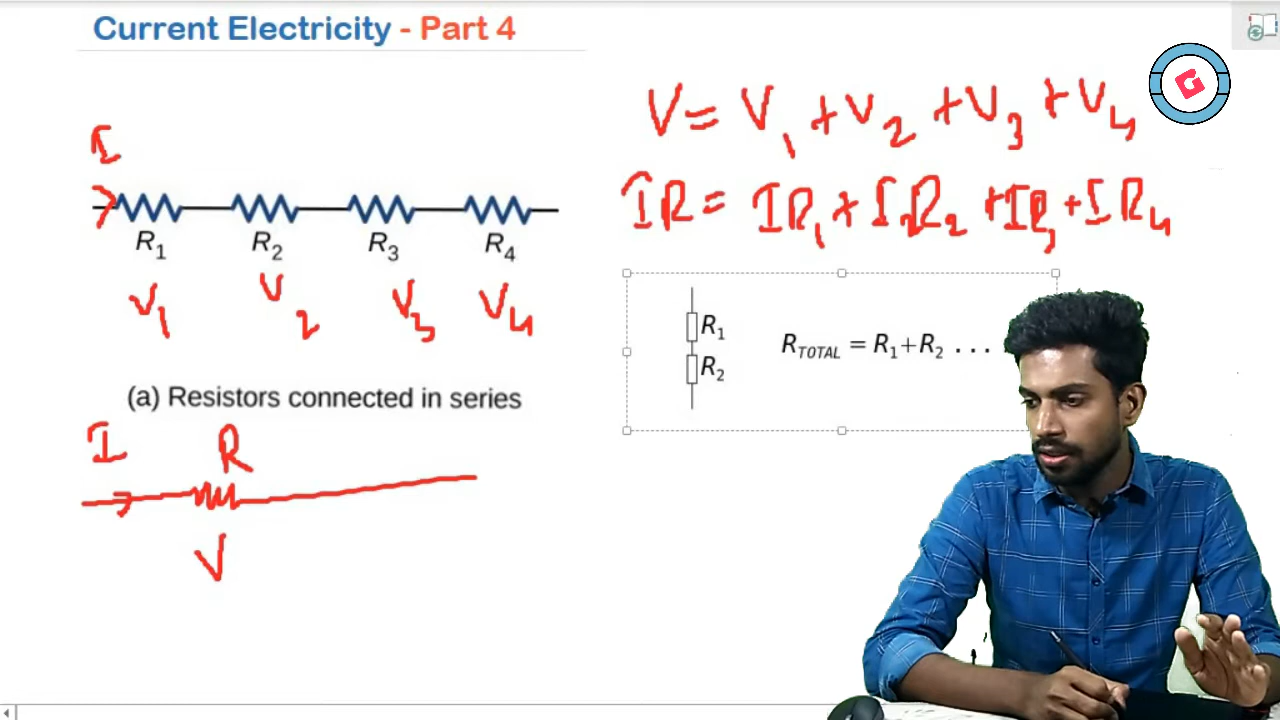 Current Electricity - Part 4
V = V1 + V2 + V3 + V4
I
IR = IR1 + I2R2 + IR3 + IR4
R1 R2 R3 R4
V1 V2 V3 V4
R1
R2
RTOTAL = R1+R2 . . . .
(a) Resistors connected in series
I R
V
G